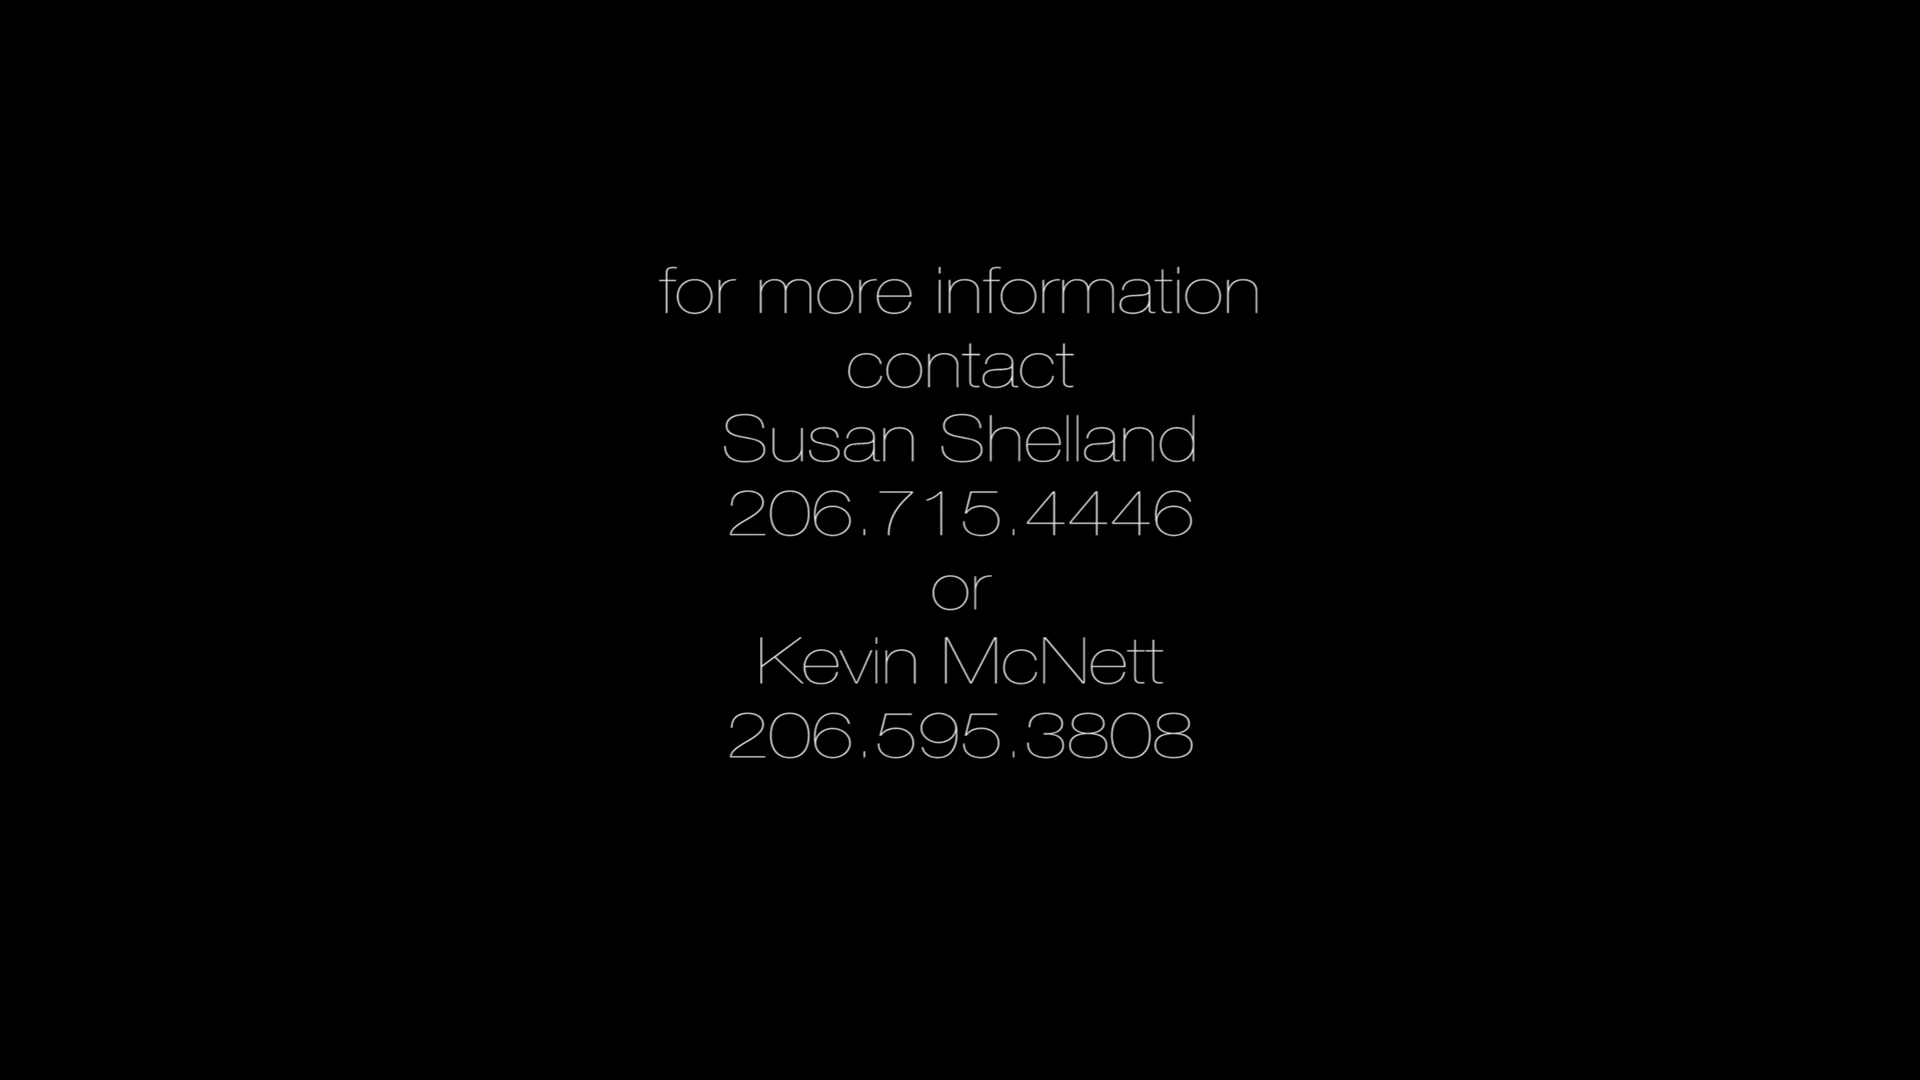 for more information
contact
Susan Shelland
206.715.4446
or
Kevin McNett
206.595.3808